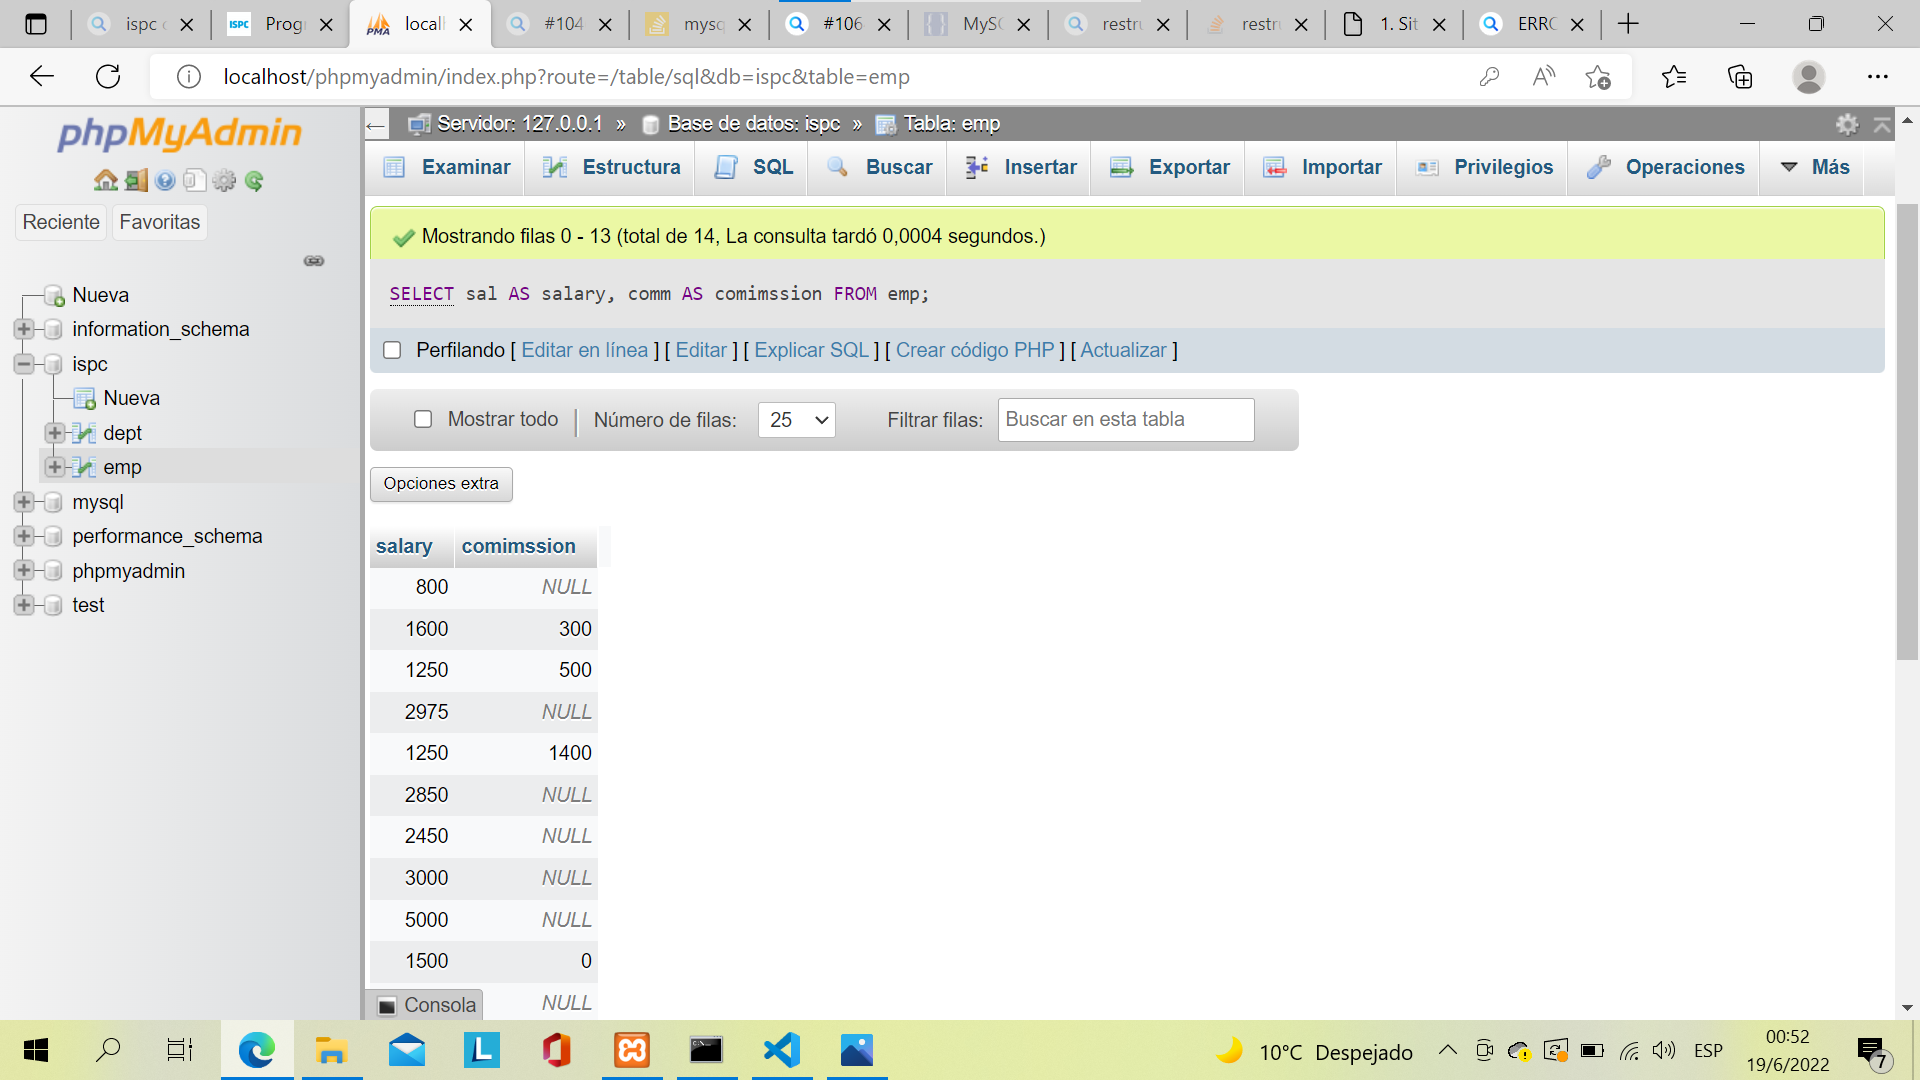 ispc
Prog
locall
#104
mysq
#106
MySQ
restru
restru
1. Sit
ERRO
localhost/phpmyadmin/index.php?route=/table/sql&db=ispc&table=emp
phpMyAdmin
Reciente Favoritas
Nueva
information_schema
ispc
Nueva
dept
emp
mysql
performance_schema
phpmyadmin
test
Servidor: 127.0.0.1 » Base de datos: ispc » Tabla: emp
Examinar Estructura SQL Buscar Insertar Exportar Importar Privilegios Operaciones Más
Mostrando filas 0 - 13 (total de 14, La consulta tardó 0,0004 segundos.)
SELECT sal AS salary, comm AS comimssion FROM emp;
Perfilando [ Editar en línea ] [ Editar ] [ Explicar SQL ] [ Crear código PHP ] [ Actualizar ]
Mostrar todo | Número de filas: 25 Filtrar filas: Buscar en esta tabla
Opciones extra
salary comimssion
800 NULL
1600 300
1250 500
2975 NULL
1250 1400
2850 NULL
2450 NULL
3000 NULL
5000 NULL
1500 0
NULL
Consola
10°C Despejado
ESP
00:52
19/6/2022
7